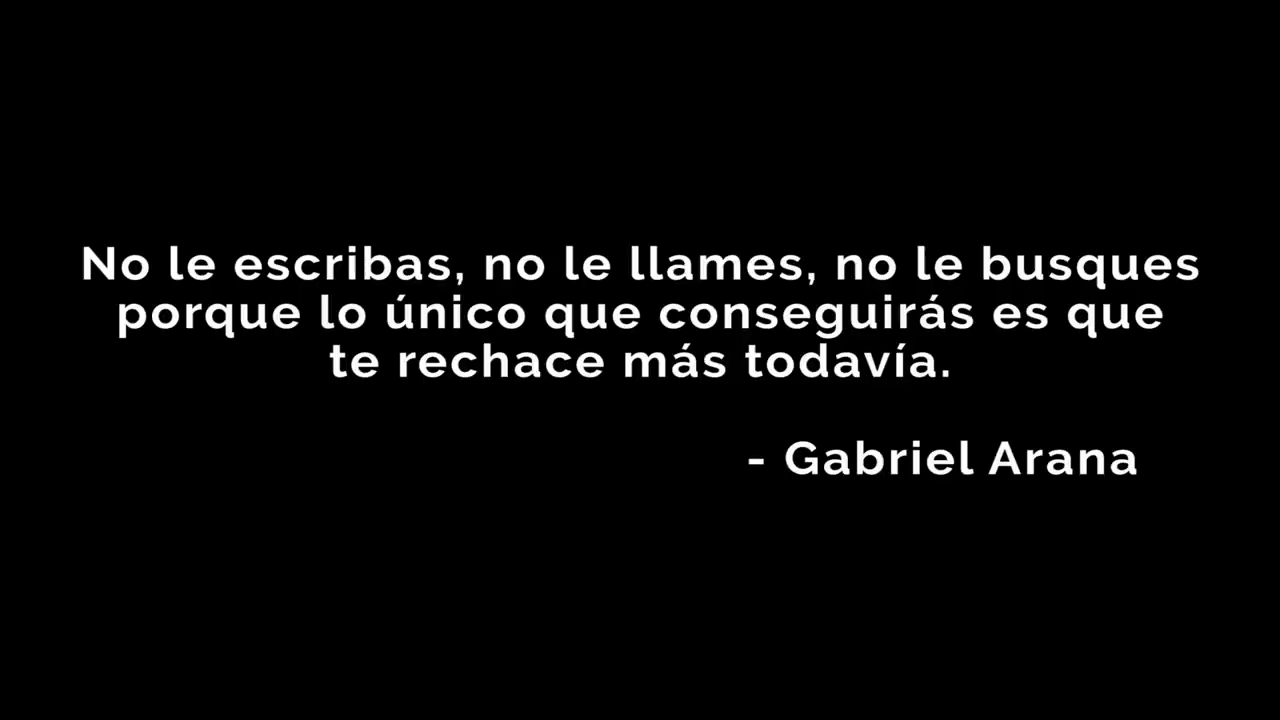 No le escribas, no le llames, no le busques
porque lo único que conseguirás es que
te rechace más todavía.
- Gabriel Arana